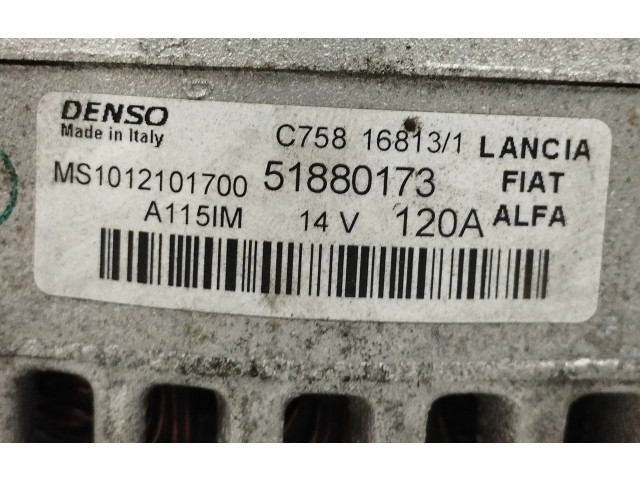 DENSO
Made in Italy
C758 16813/1 LANCIA
MS1012101700 51880173 FIAT
A115IM 14 V 120A ALFA